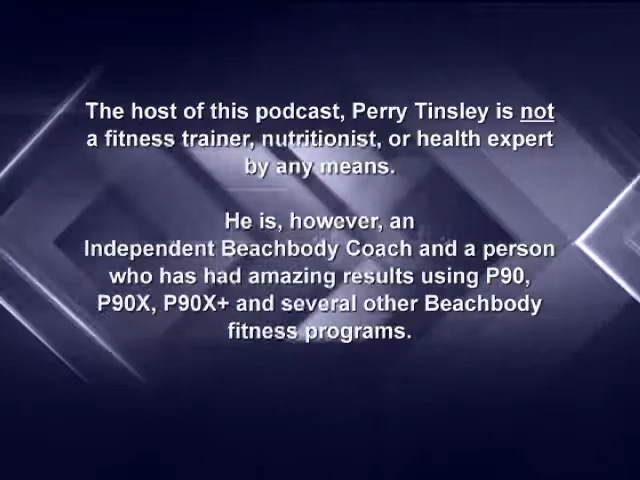 The host of this podcast, Perry Tinsley is not
a fitness trainer, nutritionist, or health expert
by any means.
He is, however, an
Independent Beachbody Coach and a person
who has had amazing results using P90,
P90X, P90X+ and several other Beachbody
fitness programs.